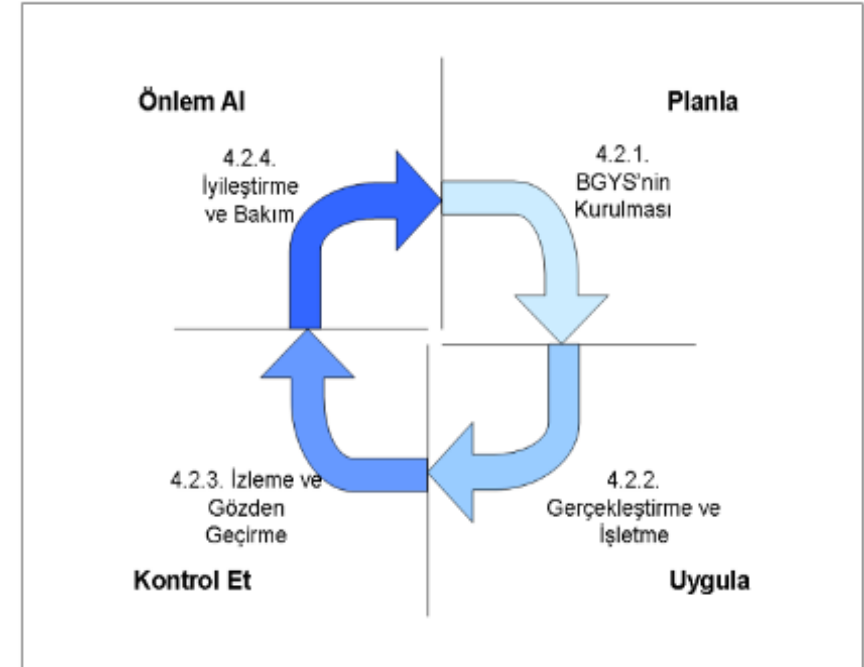 Önlem Al
4.2.4.
İyileştirme
ve Bakım
Planla
4.2.1.
BGYS'nin
Kurulması
4.2.3. İzleme ve
Gözden
Geçirme
Kontrol Et
4.2.2.
Gerçekleştirme ve
İşletme
Uygula